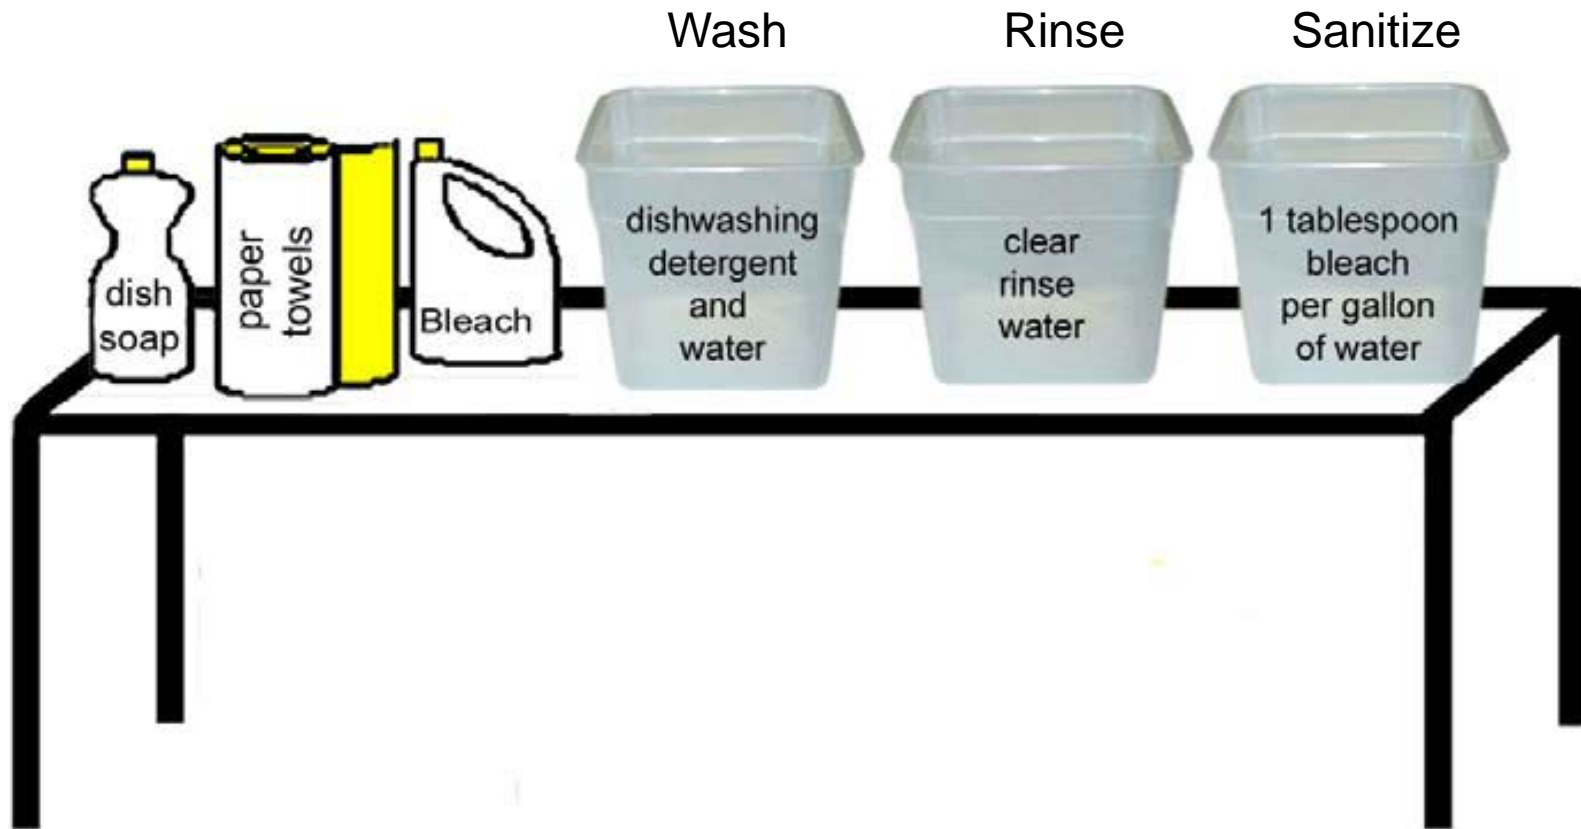 Wash
Rinse
Sanitize
dish
soap
paper
towels
Bleach
dishwashing
detergent
and
water
clear
rinse
water
1 tablespoon
bleach
per gallon
of water